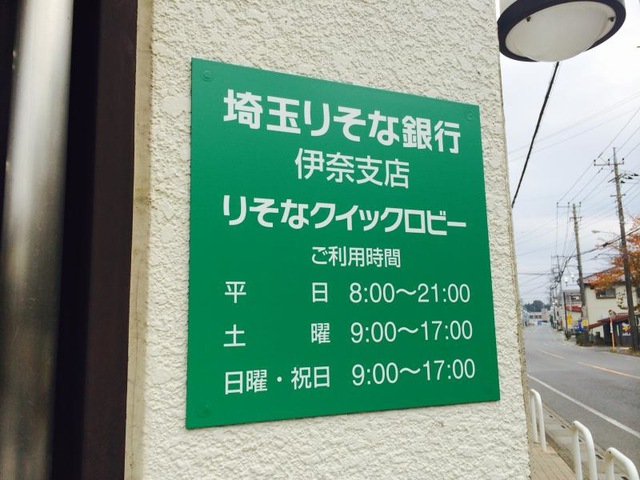 埼玉りそな銀行
伊奈支店
りそなクイックロビー
ご利用時間
平日 8:00〜21:00
土曜 9:00〜17:00
日曜・祝日 9:00〜17:00